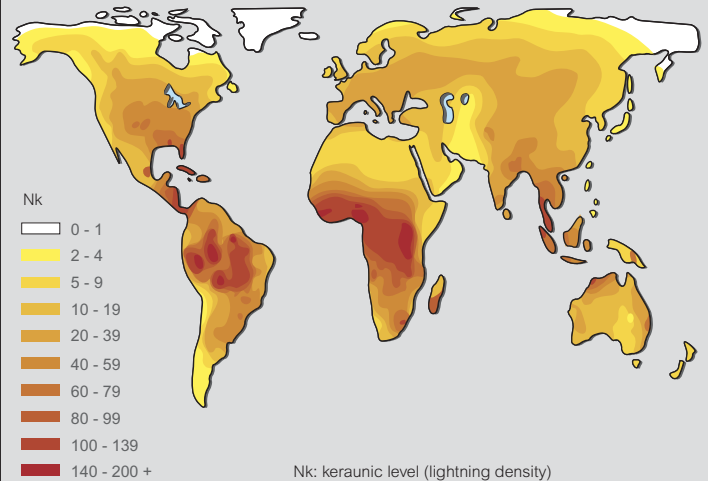 Nk
0 - 1
2 - 4
5 - 9
10 - 19
20 - 39
40 - 59
60 - 79
80 - 99
100 - 139
140 - 200 +
Nk: keraunic level (lightning density)